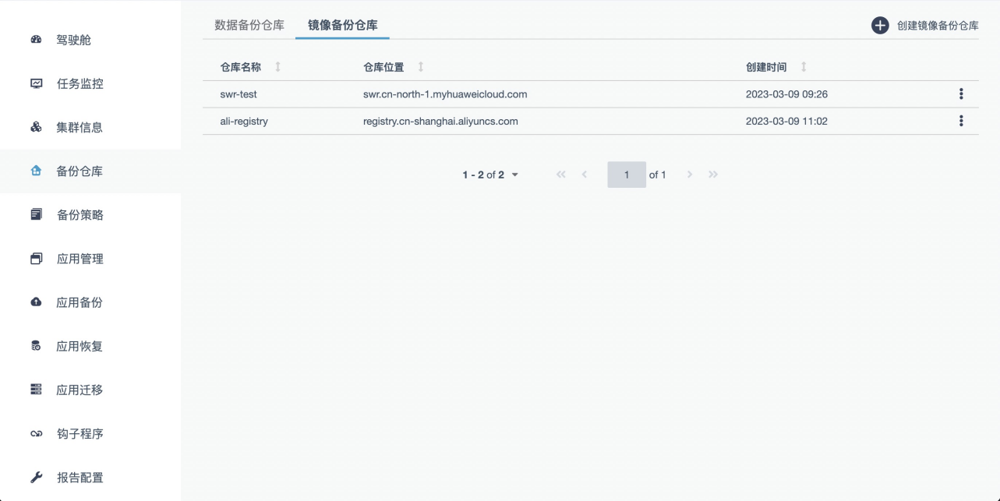 驾驶舱
任务监控
集群信息
备份仓库
备份策略
应用管理
应用备份
应用恢复
应用迁移
钩子程序
报告配置
数据备份仓库 镜像备份仓库 创建镜像备份仓库
仓库名称 仓库位置 创建时间
swr-test swr.cn-north-1.myhuaweicloud.com 2023-03-09 09:26
ali-registry registry.cn-shanghai.aliyuncs.com 2023-03-09 11:02
1 - 2 of 2 1 of 1